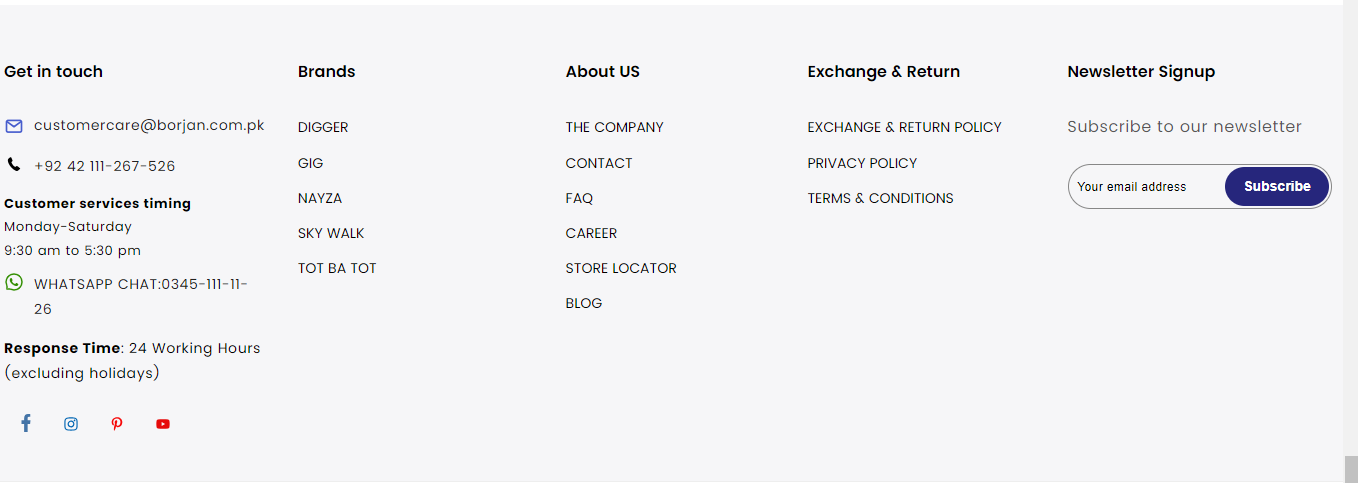 Get in touch
customercare@borjan.com.pk
+92 42 111-267-526
Customer services timing
Monday-Saturday
9:30 am to 5:30 pm
WHATSAPP CHAT:0345-111-11-
26
Response Time: 24 Working Hours
(excluding holidays)
Brands
DIGGER
GIG
NAYZA
SKY WALK
TOT BA TOT
About US
THE COMPANY
CONTACT
FAQ
CAREER
STORE LOCATOR
BLOG
Exchange & Return
EXCHANGE & RETURN POLICY
PRIVACY POLICY
TERMS & CONDITIONS
Newsletter Signup
Subscribe to our newsletter
Your email address
Subscribe